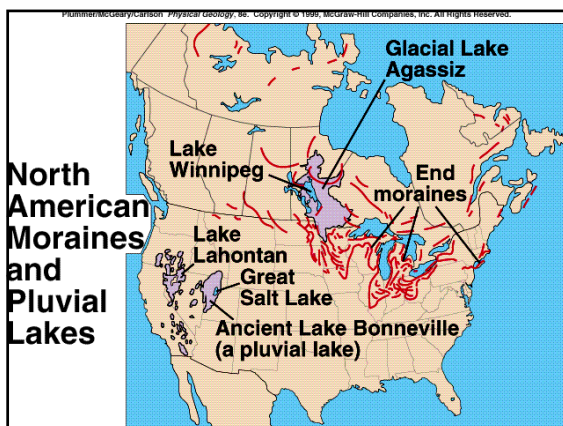 Plummer/McGeary/Carlson Physical Geology, 8e. Copyright © 1999, McGraw-Hill Companies, Inc. All Rights Reserved.
North
American
Moraines
and
Pluvial
Lakes
Glacial Lake
Agassiz
Lake
Winnipeg
End
moraines
Lake
Lahontan
Great
Salt Lake
Ancient Lake Bonneville
(a pluvial lake)